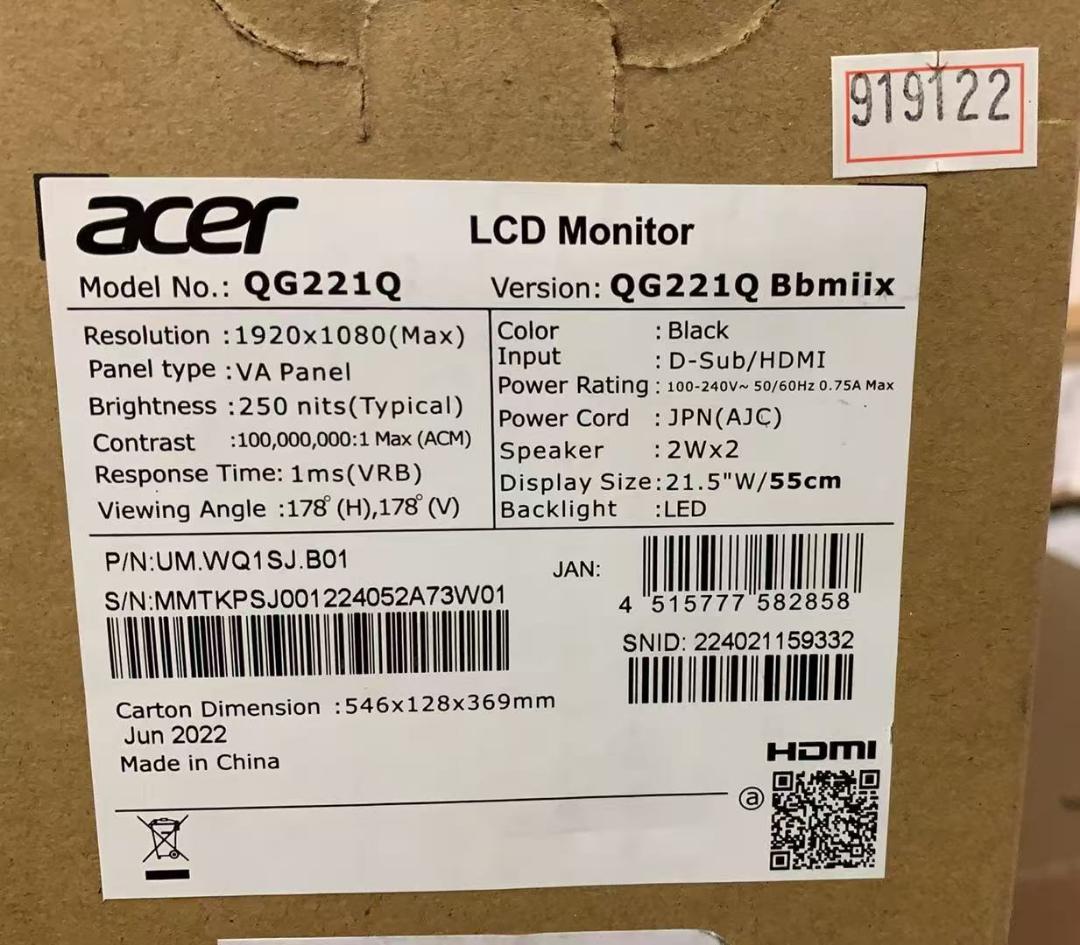 919122
acer
LCD Monitor
Model No.: QG221Q
Version: QG221Q Bbmiix
Resolution :1920x1080(Max)
Panel type :VA Panel
Brightness :250 nits(Typical)
Contrast :100,000,000:1 Max (ACM)
Response Time: 1ms(VRB)
Viewing Angle :178° (H),178° (V)
Color : Black
Input : D-Sub/HDMI
Power Rating : 100-240V~ 50/60Hz 0.75A Max
Power Cord : JPN(AJC)
Speaker : 2Wx2
Display Size:21.5"W/55cm
Backlight :LED
P/N:UM.WQ1SJ.B01
S/N:MMTKPSJ001224052A73W01
JAN:
4 515777 582858
SNID: 224021159332
Carton Dimension :546x128x369mm
Jun 2022
Made in China
HDMI
@